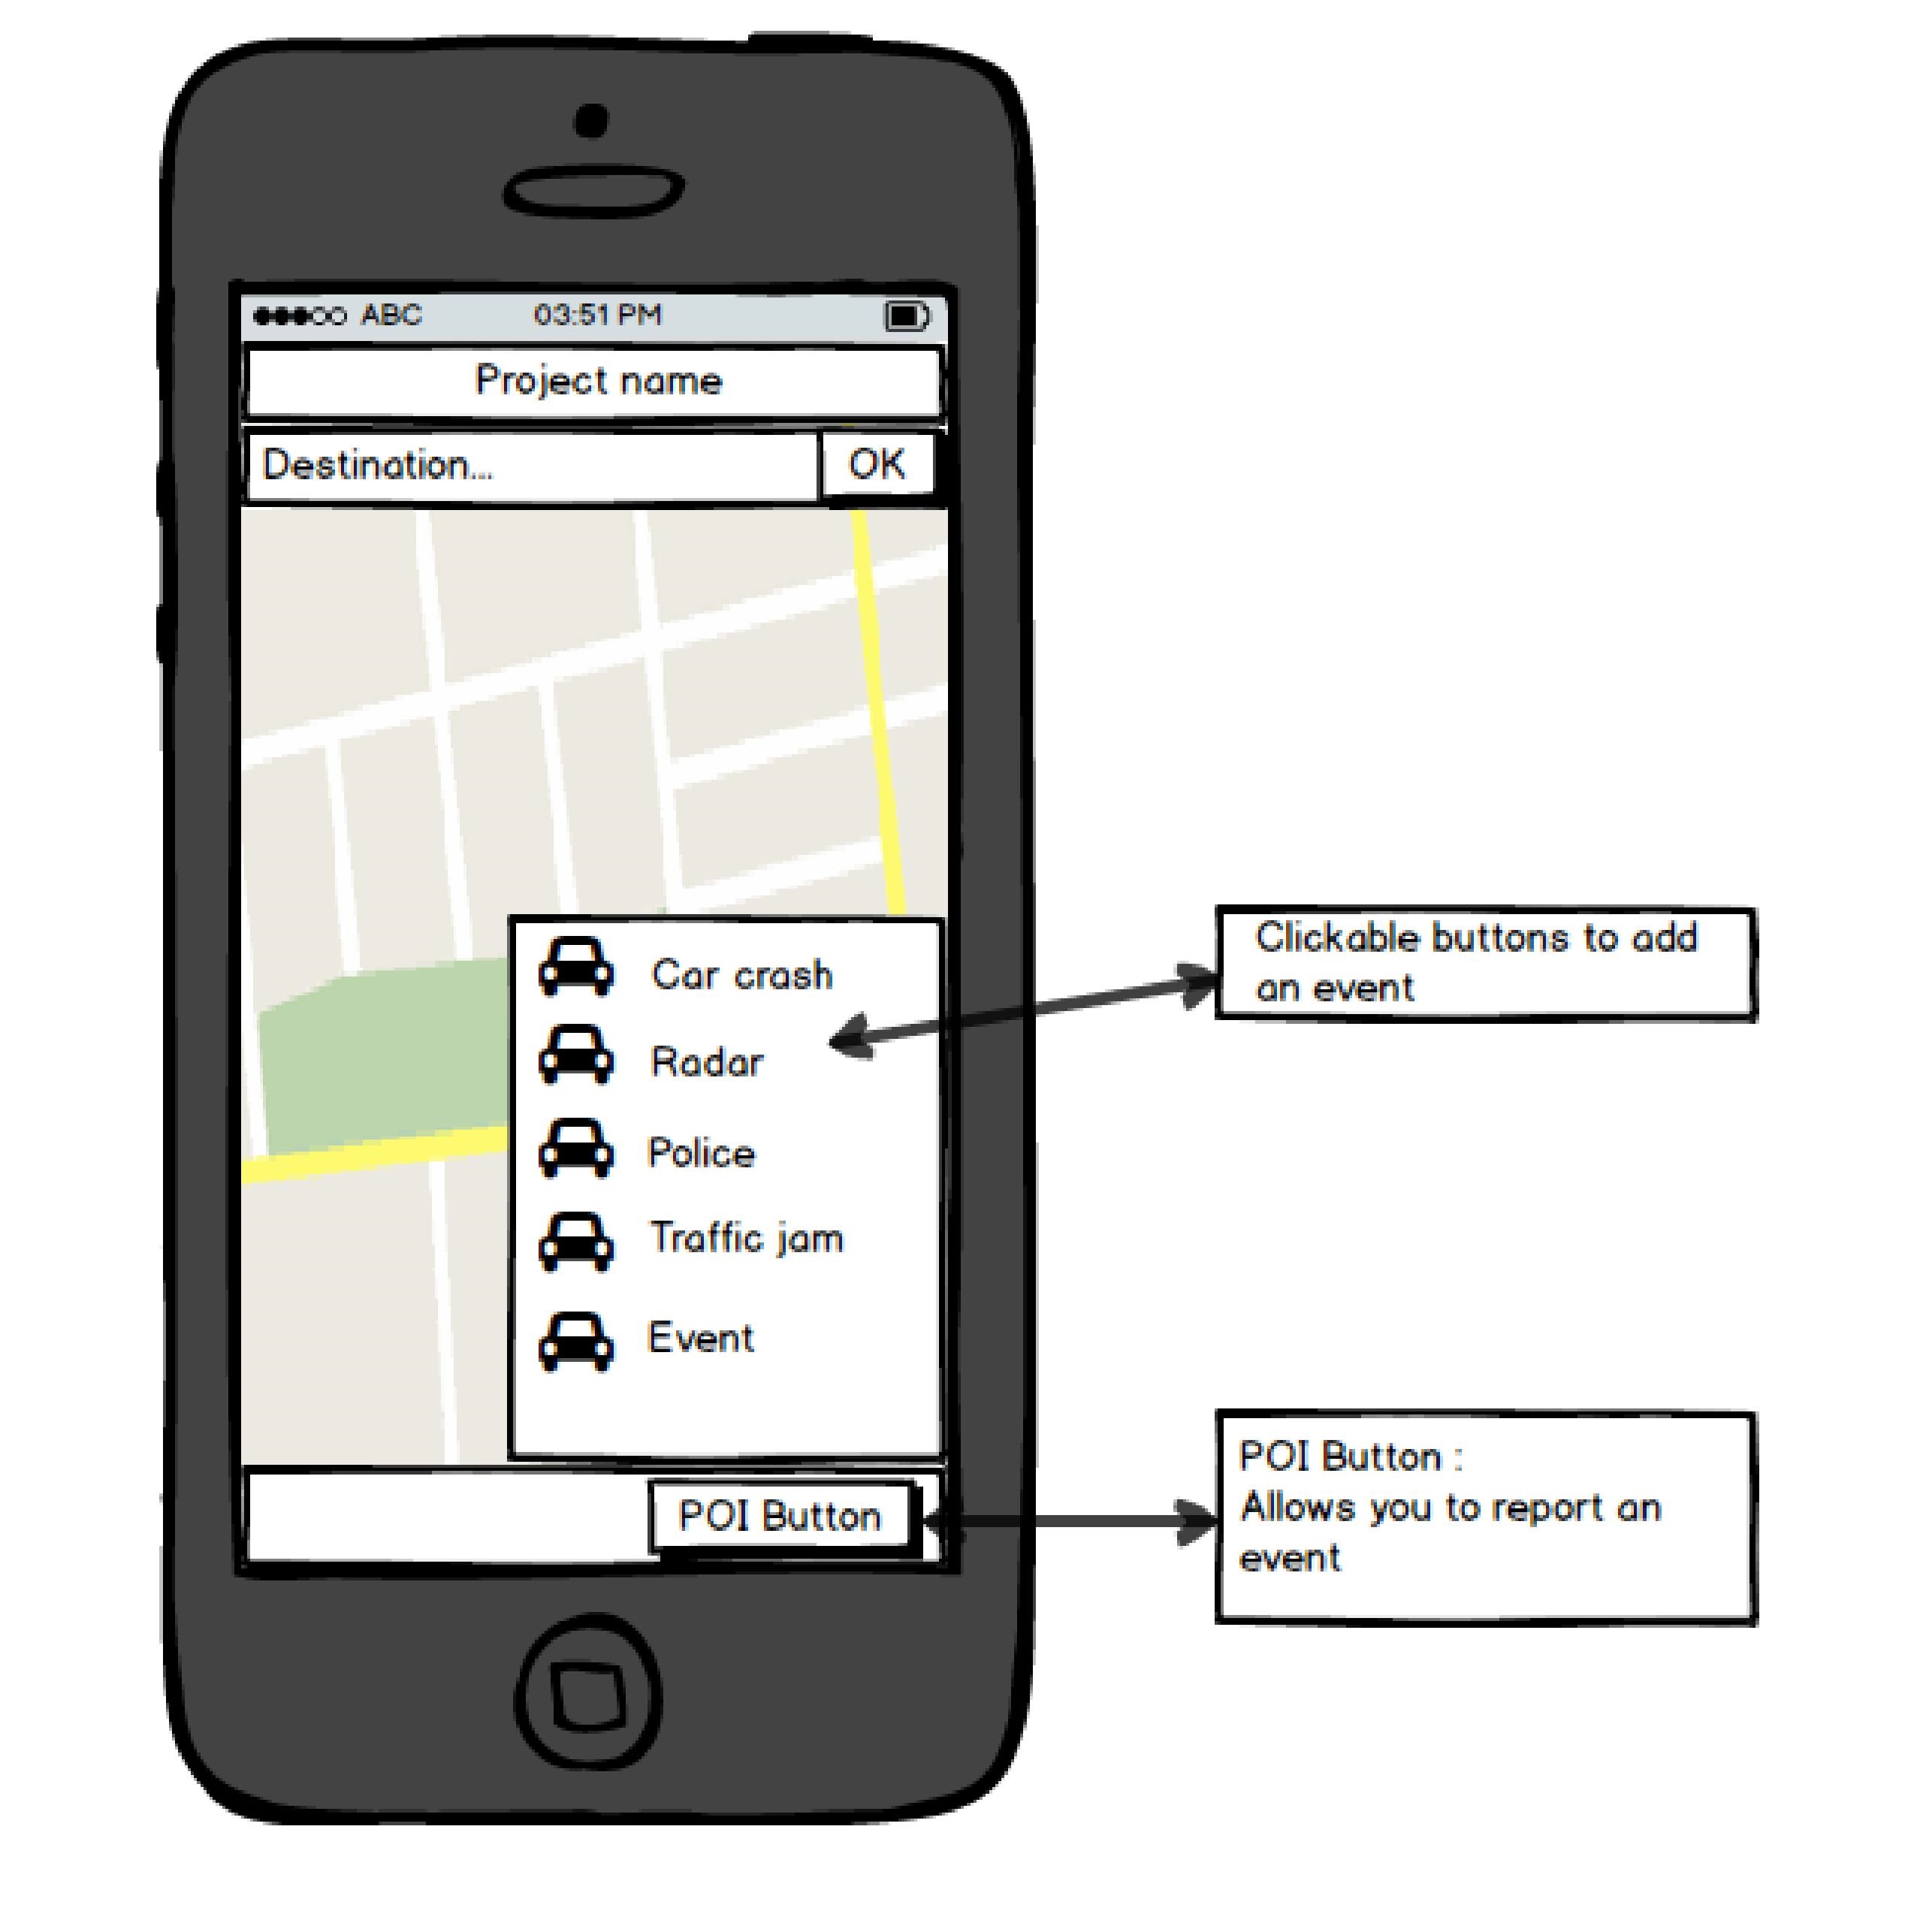 ABC 03:51 PM
Project name
Destination... OK
Car crash
Radar
Police
Traffic jam
Event
POI Button
Clickable buttons to add
an event
POI Button :
Allows you to report an
event